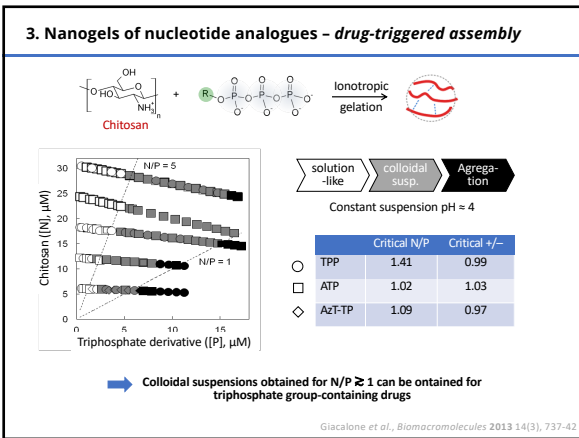 3. Nanogels of nucleotide analogues – drug-triggered assembly
OH
O
O
HO
NH3+
n
Chitosan
+
R O P O P O P O-
O O O
O- O- O-
Ionotropic
gelation
Chitosan ([N], µM)
30
25
20
15
10
5
0
N/P = 5
N/P = 1
0 5 10 15
Triphosphate derivative ([P], µM)
solution
-like
colloidal
susp.
Agrega-
tion
Constant suspension pH ≈ 4
Critical N/P Critical +/–
TPP 1.41 0.99
ATP 1.02 1.03
AzT-TP 1.09 0.97
Colloidal suspensions obtained for N/P ≳ 1 can be ontained for
triphosphate group-containing drugs
Giacalone et al., Biomacromolecules 2013 14(3), 737-42